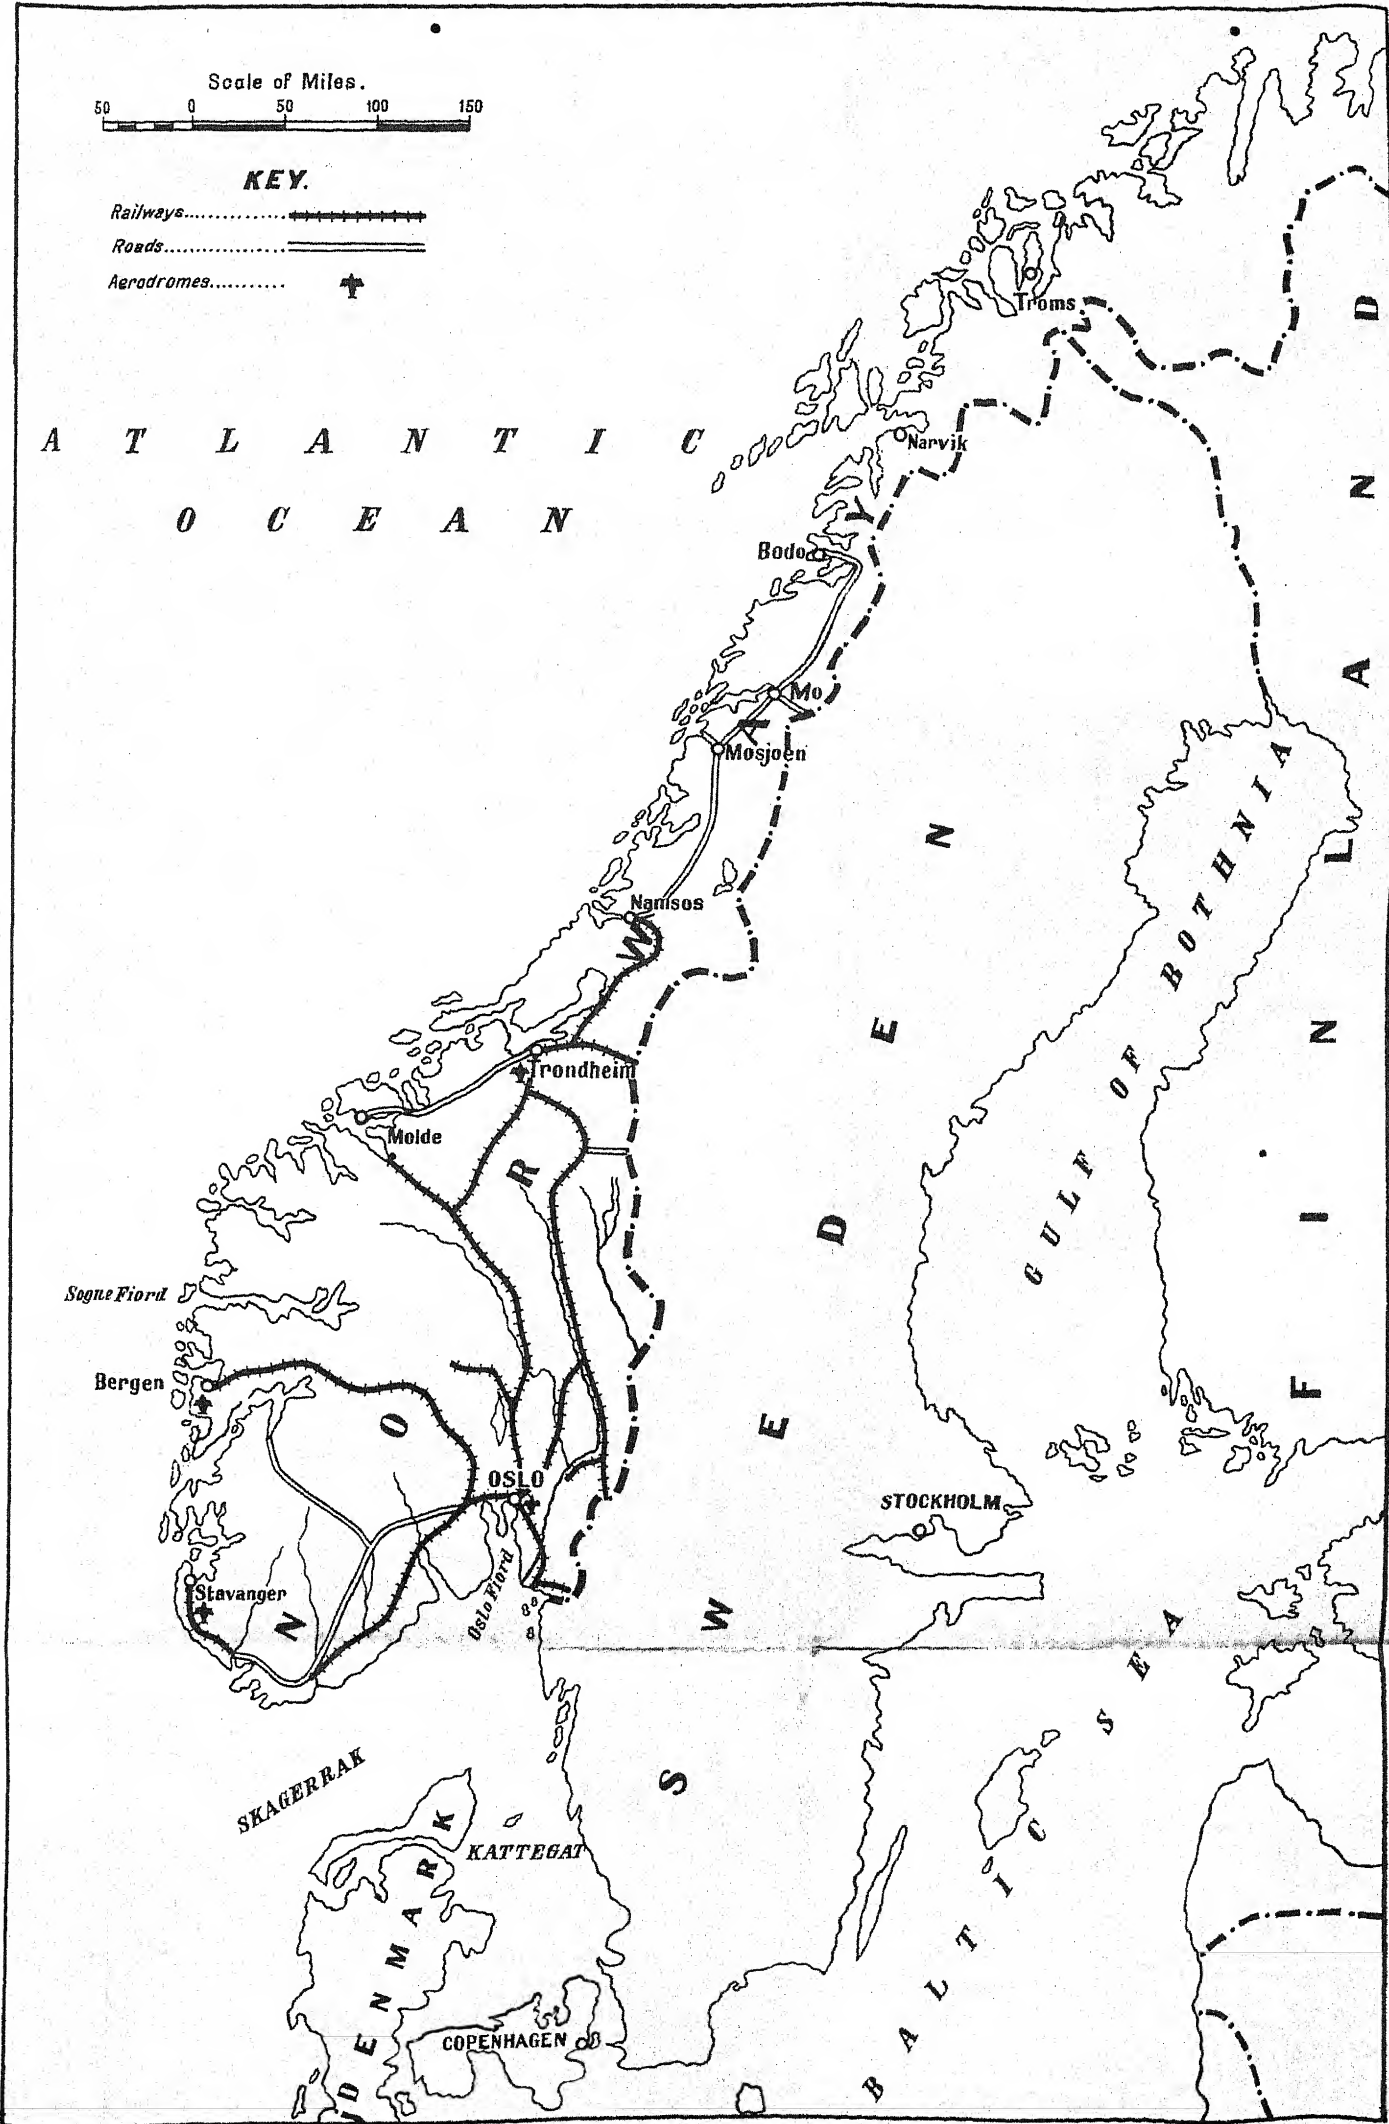 Scale of Miles.
50 0 50 100 150
KEY.
Railways
Roads
Aerodromes
ATLANTIC
OCEAN
Troms
Narvik
Bodo
Mo
Mosjoen
Namsos
Trondheim
Molde
Sogne Fiord
Bergen
OSLO
Stavanger
Oslo Fiord
NORWAY
SWEDEN
FINLAND
GULF OF BOTHNIA
STOCKHOLM
SKAGERRAK
KATTEGAT
DENMARK
COPENHAGEN
BALTIC SEA